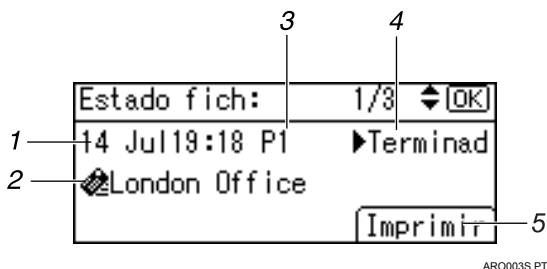 3 4
Estado fich: 1/3 OK
1 14 Jul19:18 P1 Terminad
2 London Office
Imprimir 5
ARO003S PT